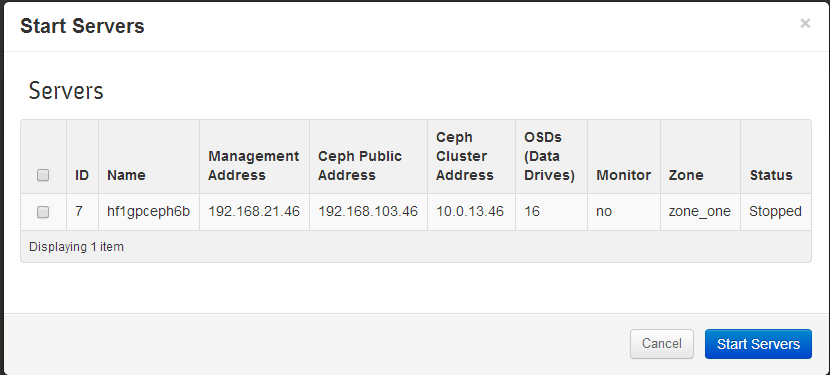 Start Servers
×
Servers
ID Name Management Address Ceph Public Address Ceph Cluster Address OSDs (Data Drives) Monitor Zone Status
7 hf1gpceph6b 192.168.21.46 192.168.103.46 10.0.13.46 16 no zone_one Stopped
Displaying 1 item
Cancel Start Servers